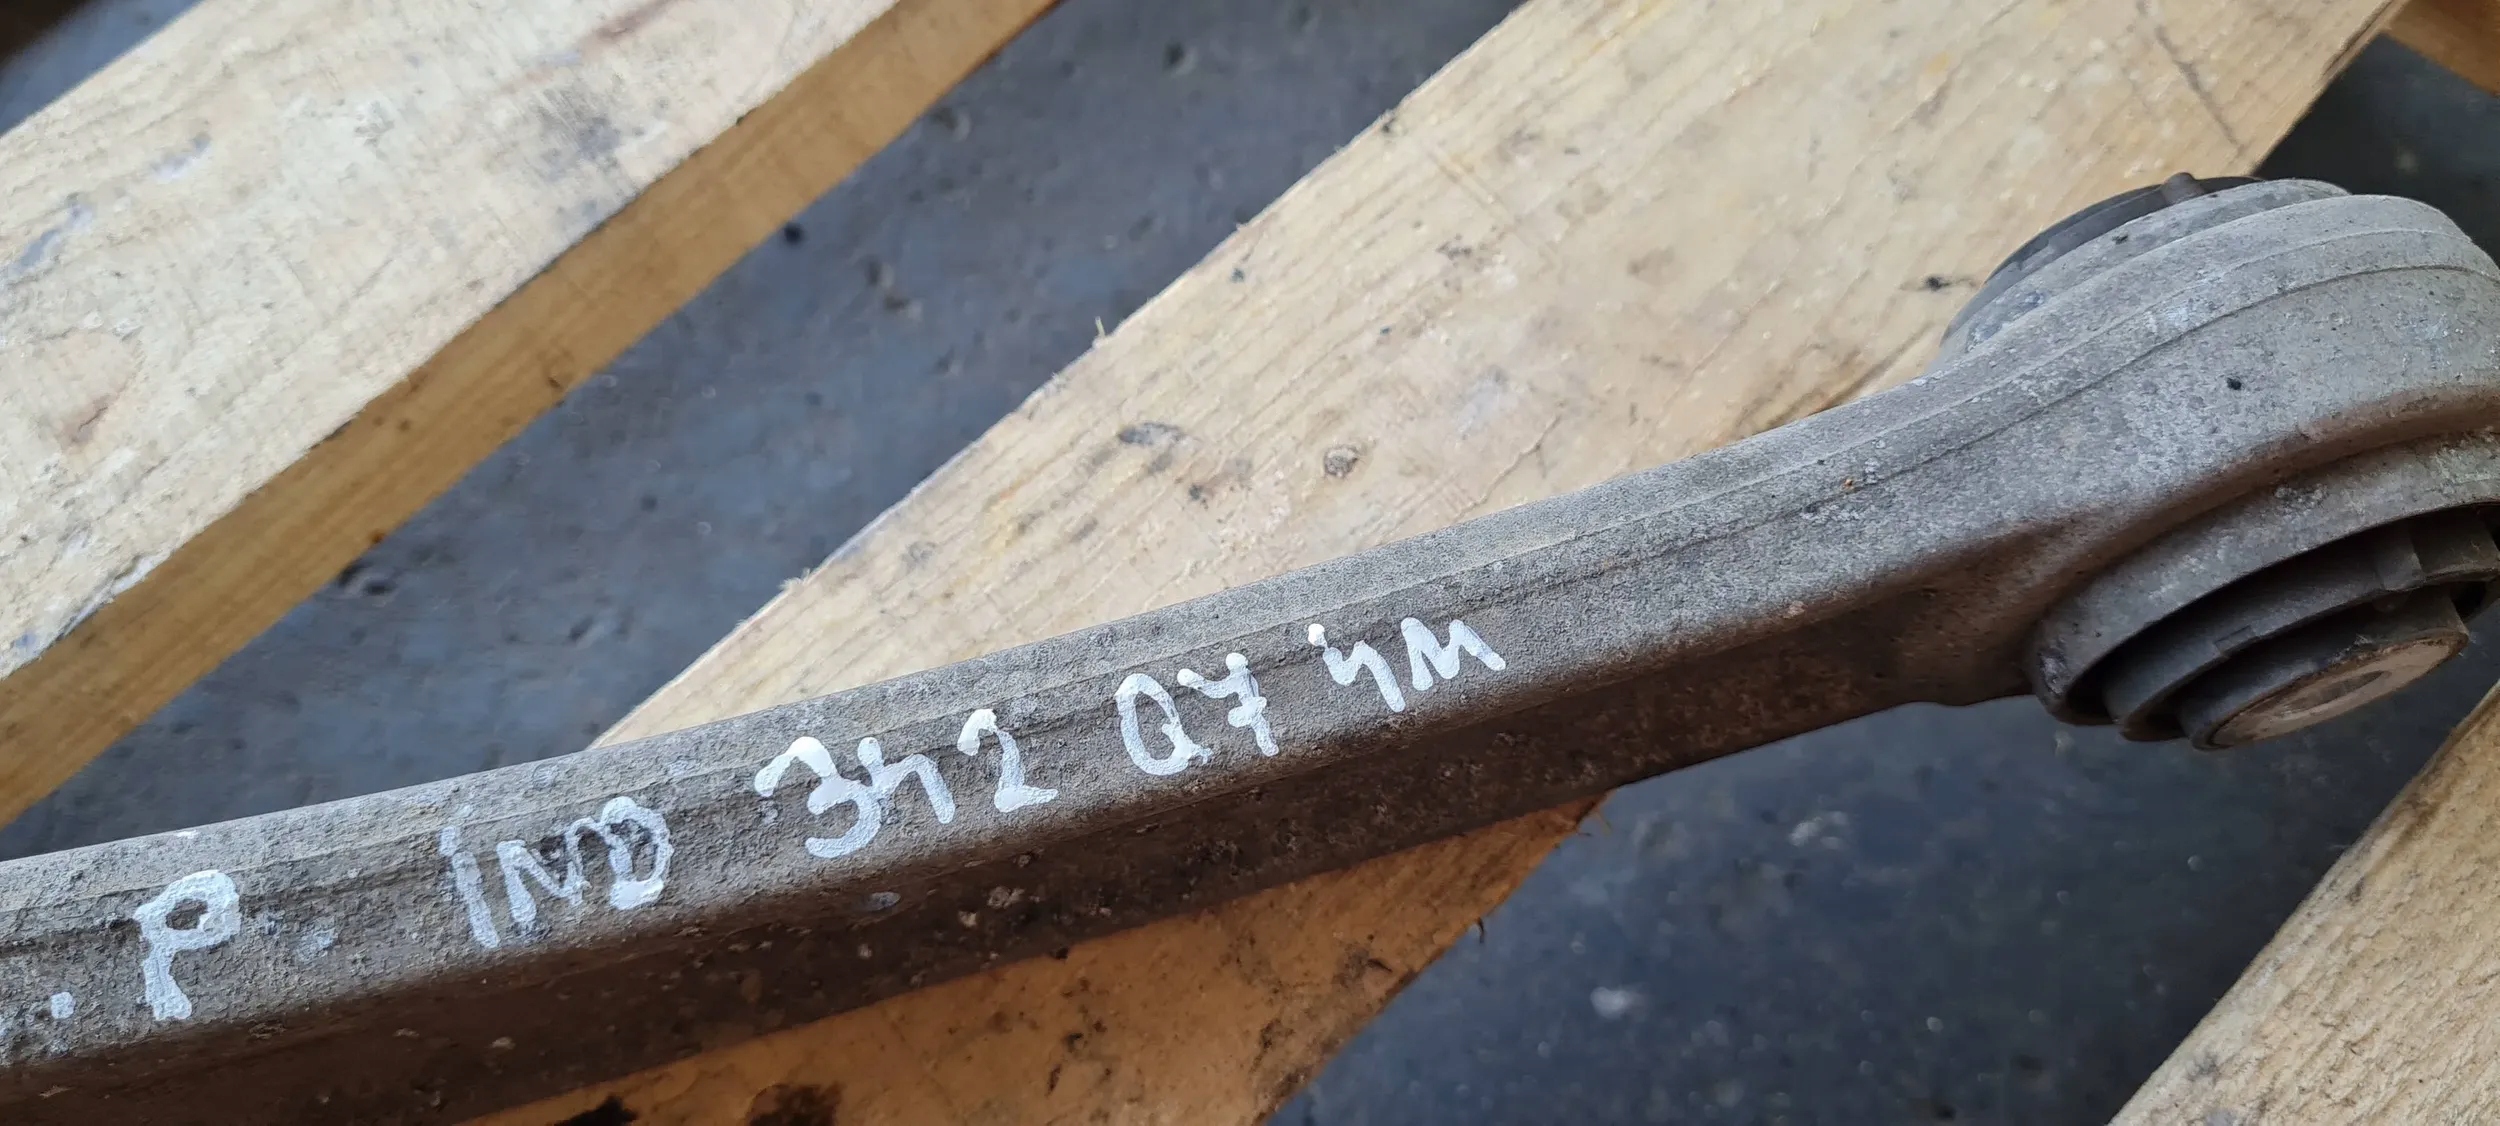 . P. IND 342 Q7 4M